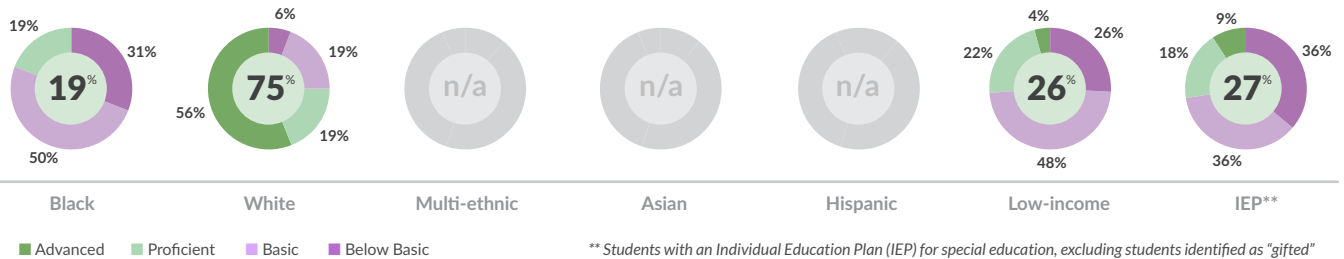 6%
4%
9%
19%
31%
19%
22%
26%
18%
36%
19%
75%
n/a
n/a
n/a
26%
27%
56%
19%
50%
48%
36%
Black
White
Multi-ethnic
Asian
Hispanic
Low-income
IEP**
Advanced
Proficient
Basic
Below Basic
** Students with an Individual Education Plan (IEP) for special education, excluding students identified as “gifted”